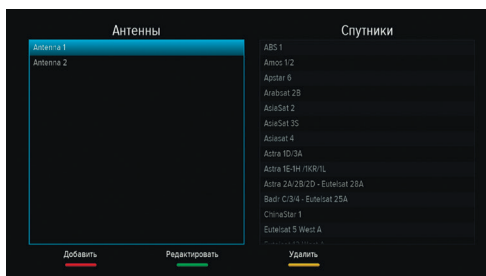 Антенны
Antenna 1
Antenna 2
Спутники
ABS 1
Amos 1/2
Apstar 6
Arabsat 2B
AsiaSat 2
AsiaSat 3S
Asiasat 4
Astra 1D/3A
Astra 1E-1H /1KR/1L
Astra 2A/2B/2D - Eutelsat 28A
Badr C/3/4 - Eutelsat 25A
ChinaStar 1
Eutelsat 5 West A
Добавить
Редактировать
Удалить